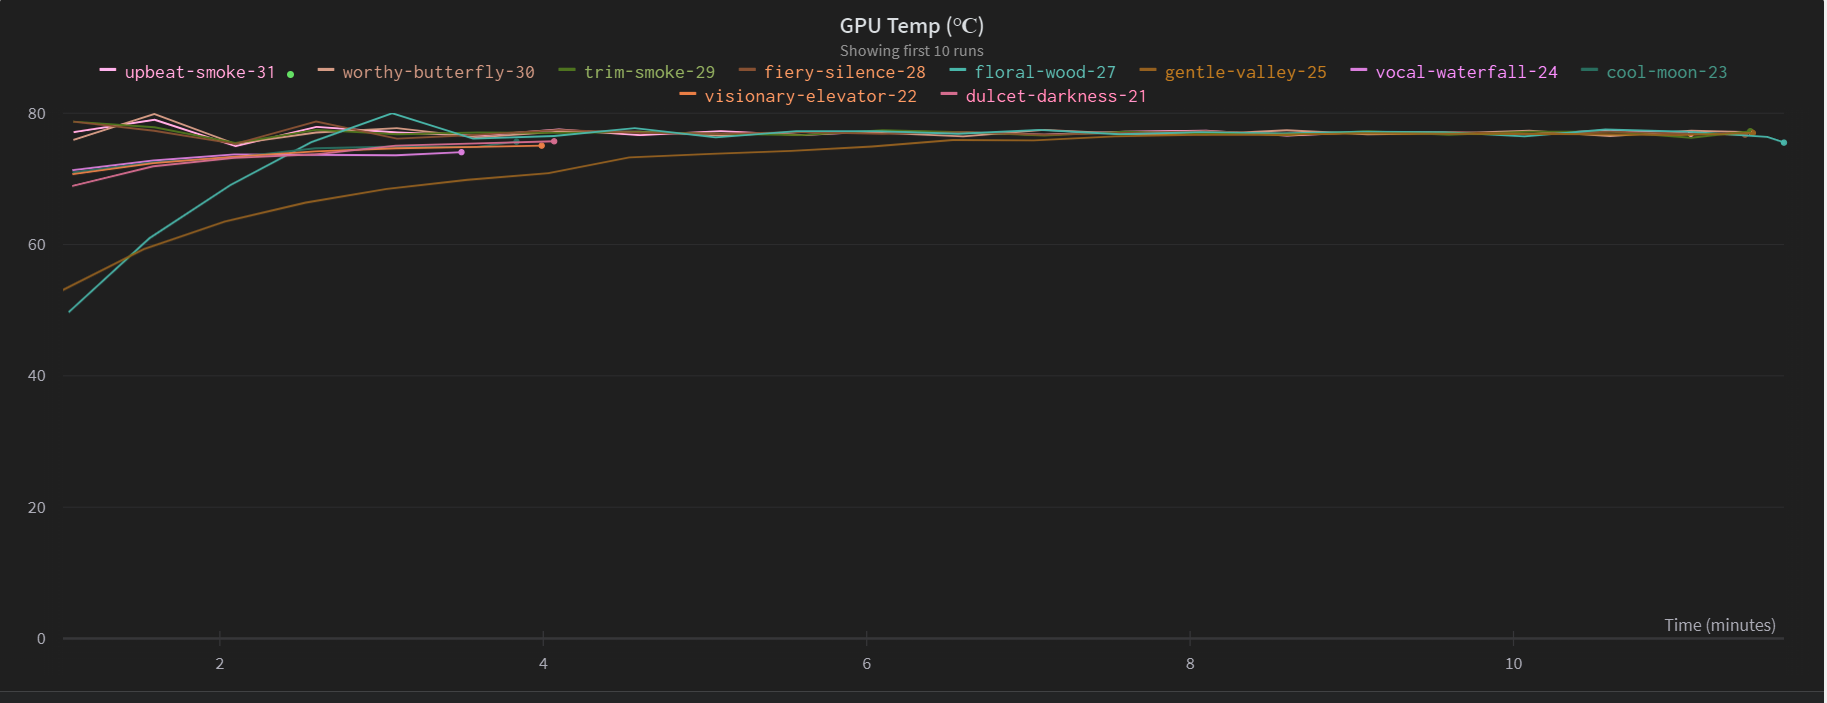 GPU Temp (℃)
Showing first 10 runs
upbeat-smoke-31 worthy-butterfly-30 trim-smoke-29 fiery-silence-28 floral-wood-27 gentle-valley-25 vocal-waterfall-24 cool-moon-23
visionary-elevator-22 dulcet-darkness-21
80
60
40
20
0
Time (minutes)
2 4 6 8 10